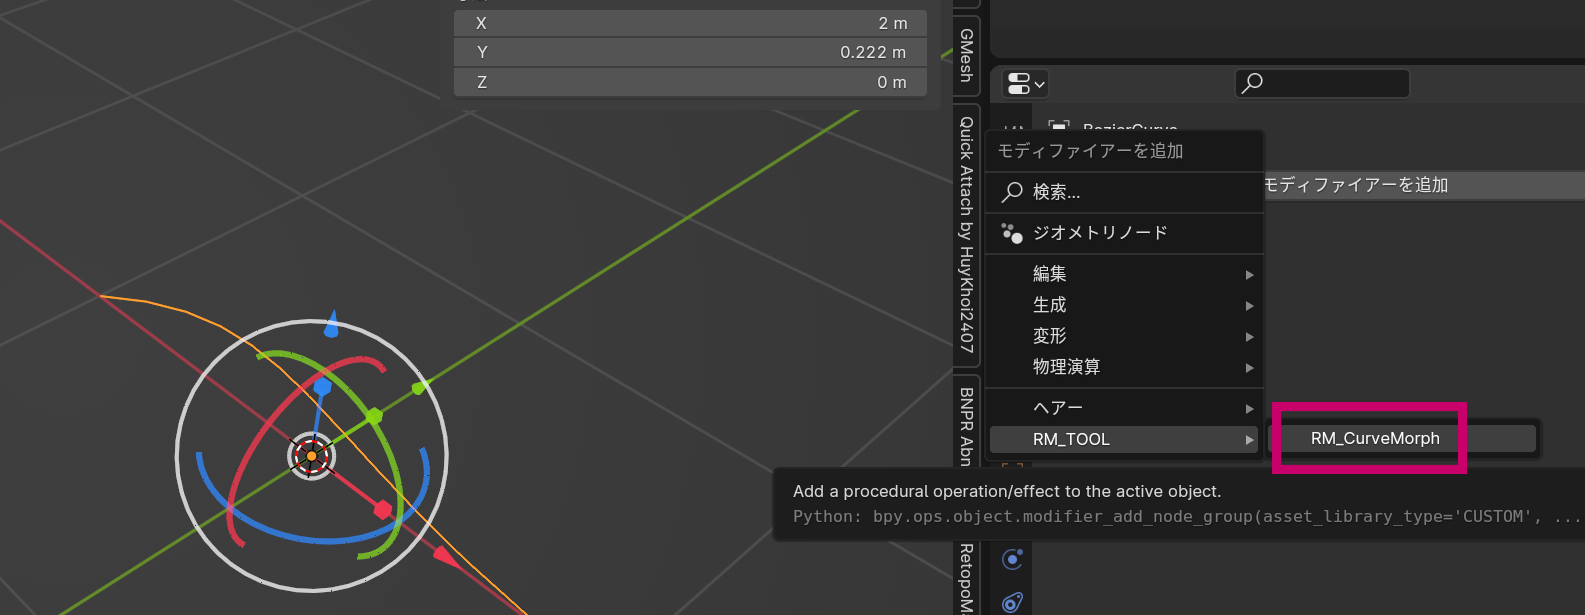 X
2 m
Y
0.222 m
Z
0 m
GMesh
Quick Attach by HuyKhoi2407
BNPR Abn
RetopoM
BezierCurve
モディファイアーを追加
モディファイアーを追加
検索...
ジオメトリノード
編集
生成
変形
物理演算
ヘアー
RM_TOOL
RM_CurveMorph
Add a procedural operation/effect to the active object.
Python: bpy.ops.object.modifier_add_node_group(asset_library_type='CUSTOM', ...